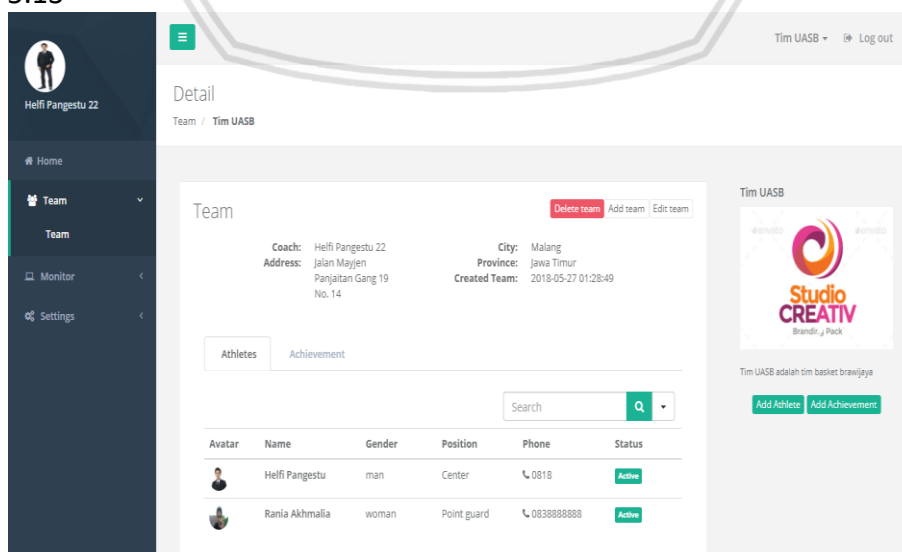 Tim UASB
Log out
Helfi Pangestu 22
Detail
Team / Tim UASB
Home
Team
Team
Monitor
Settings
Team
Delete team Add team Edit team
Coach: Helfi Pangestu 22
Address: Jalan Mayjen
Panjaitan Gang 19
No. 14
City: Malang
Province: Jawa Timur
Created Team: 2018-05-27 01:28:49
Athletes Achievement
Search
Avatar Name Gender Position Phone Status
Helfi Pangestu man Center 0818 Active
Rania Akhmalia woman Point guard 0838888888 Active
Tim UASB
envato envato
Studio
CREATIV
Pack
Tim UASB adalah tim basket brawijaya
Add Athlete Add Achievement